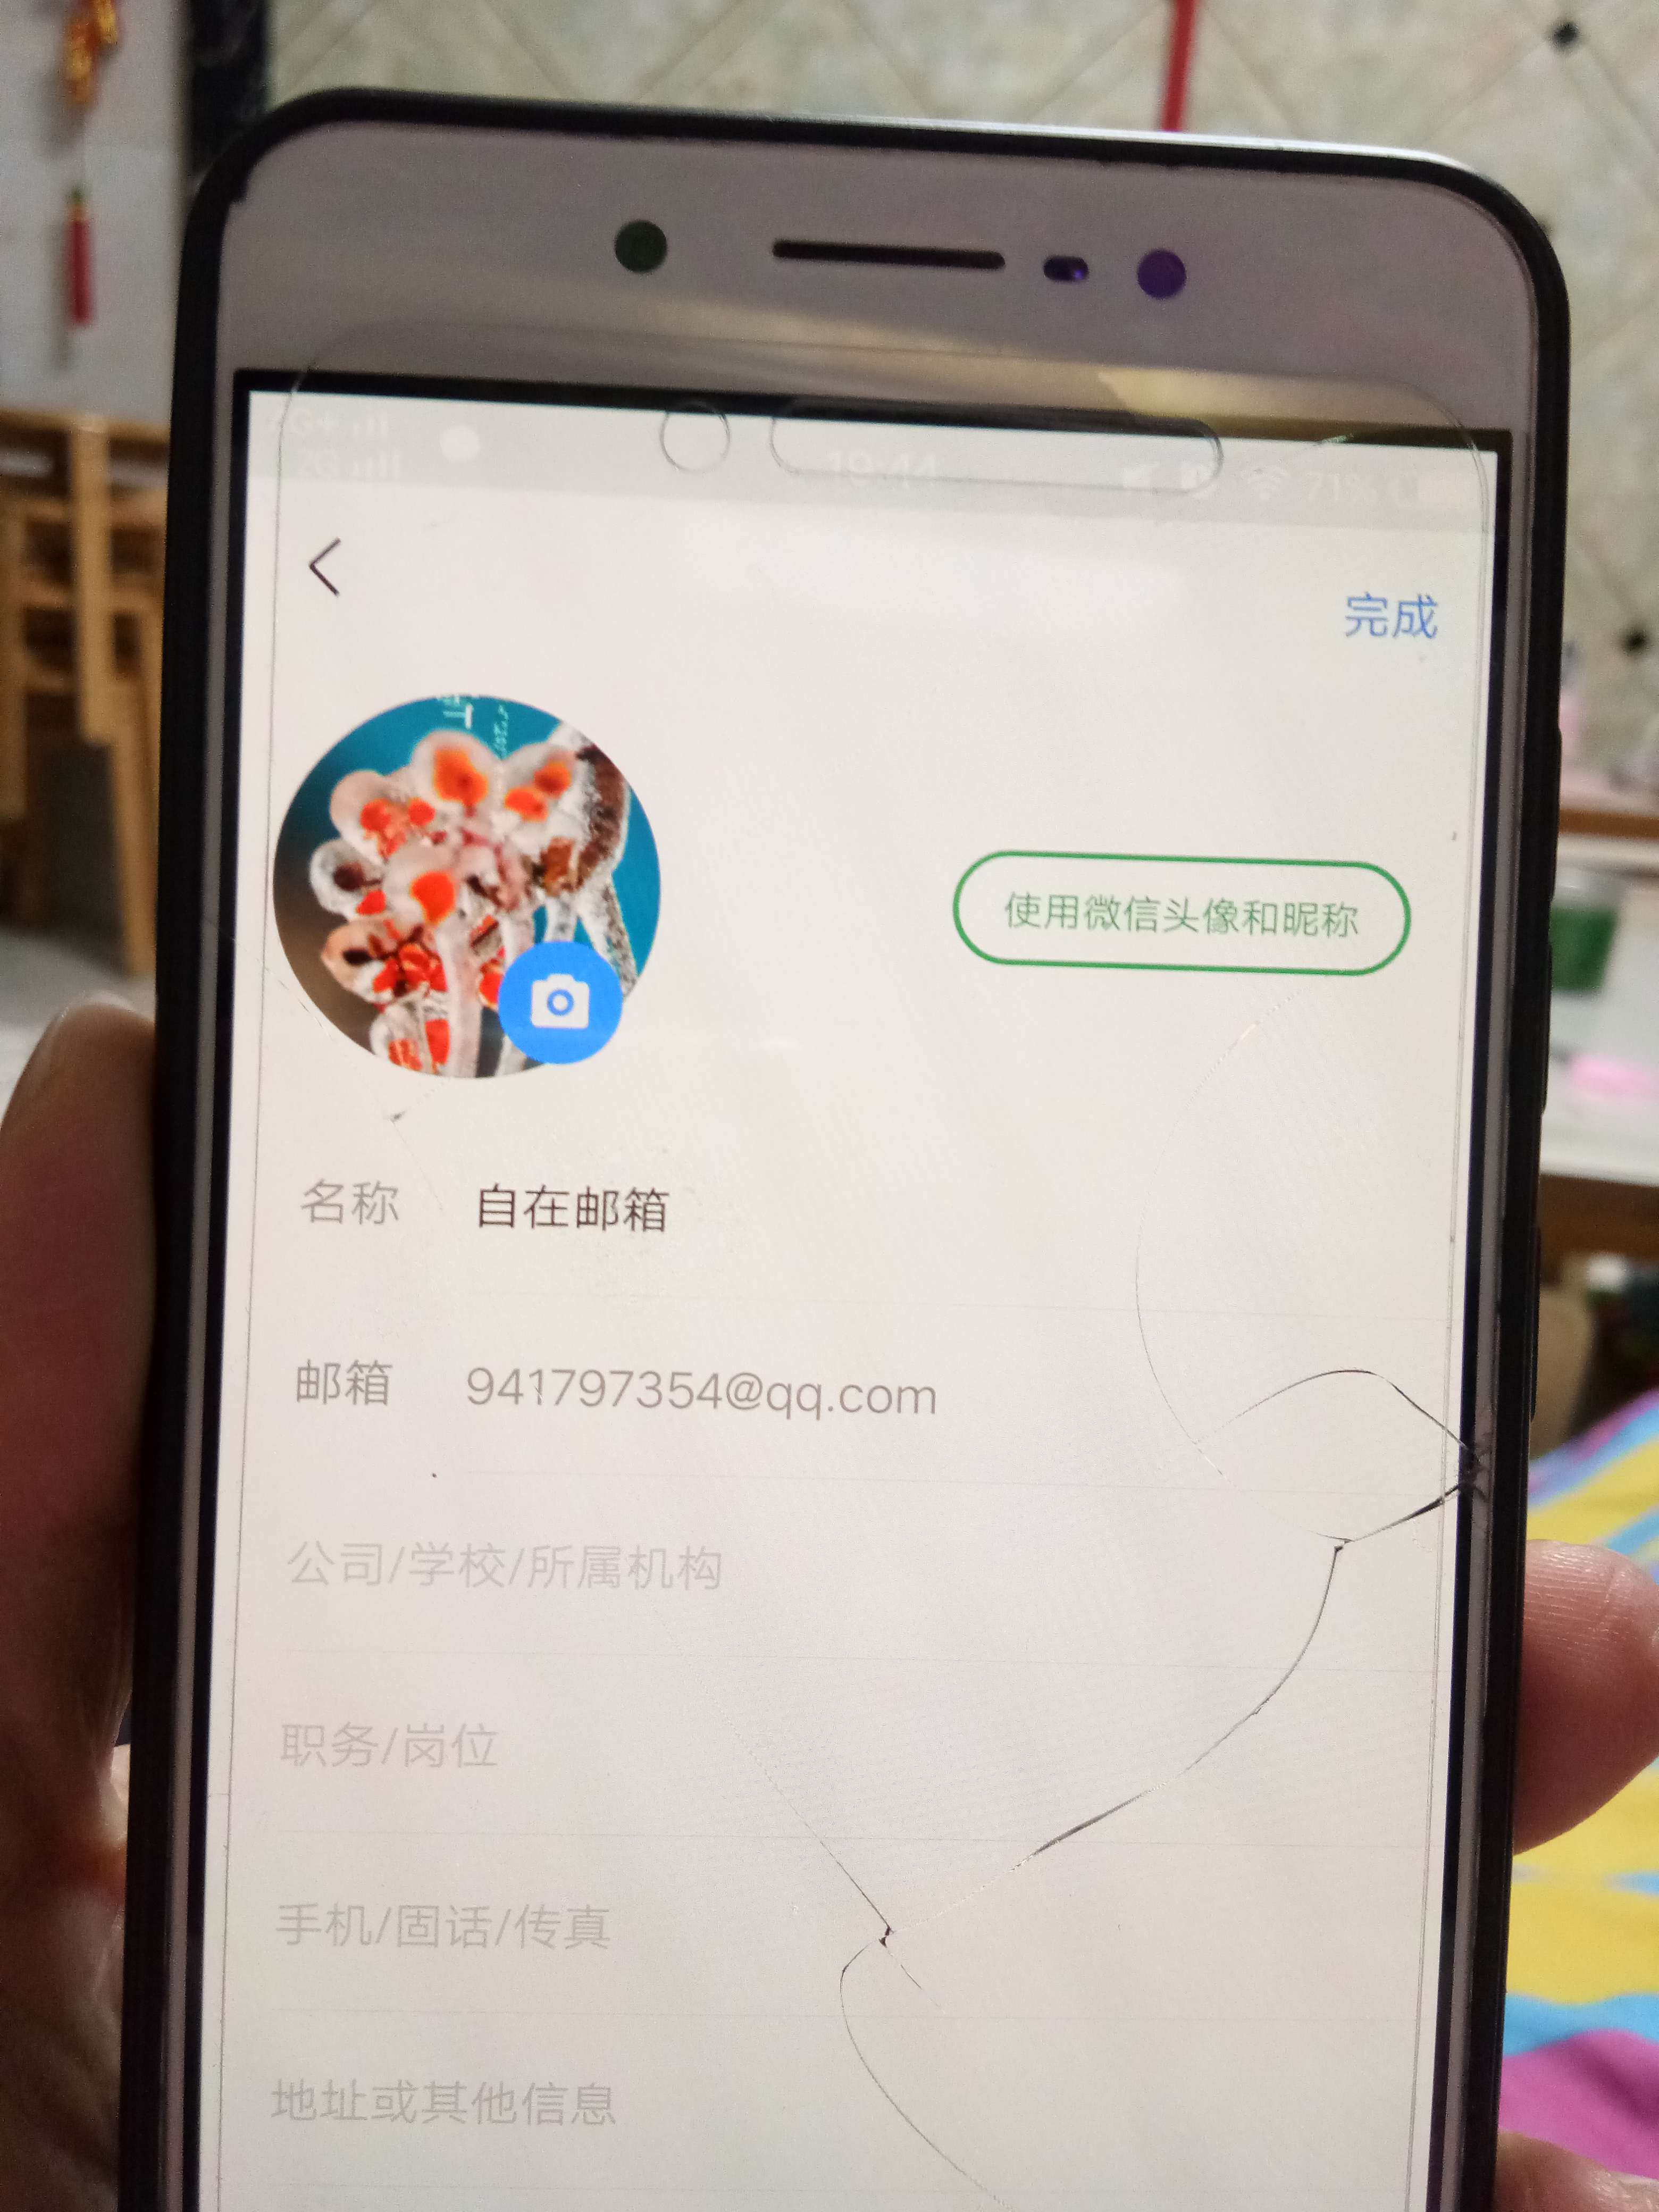 19:44
71%
完成
使用微信头像和昵称
名称 自在邮箱
邮箱 941797354@qq.com
公司/学校/所属机构
职务/岗位
手机/固话/传真
地址或其他信息